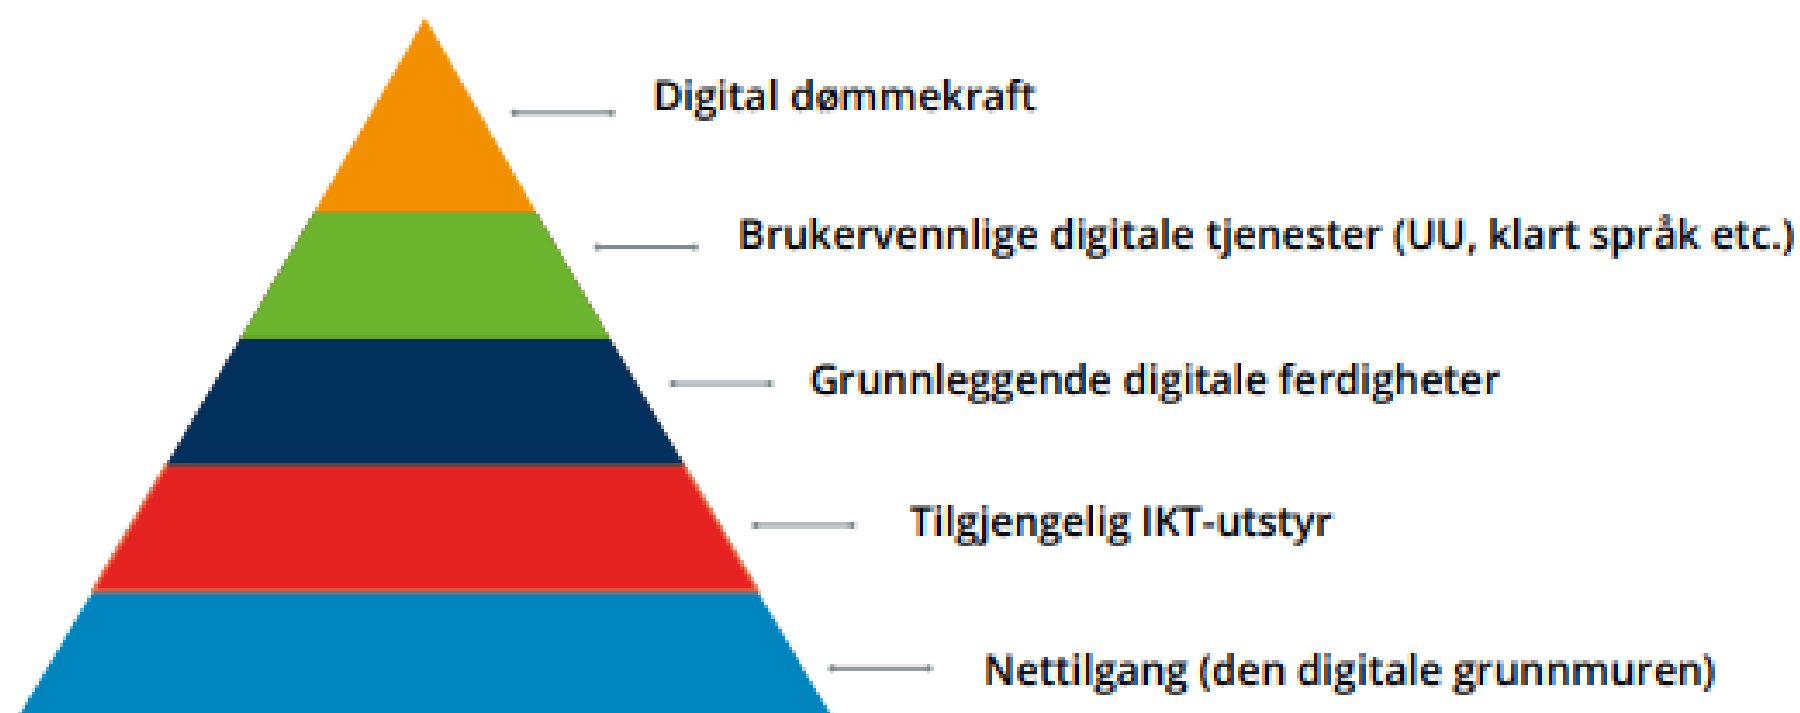 Digital dømmekraft
Brukervennlige digitale tjenester (UU, klart språk etc.)
Grunnleggende digitale ferdigheter
Tilgjengelig IKT-utstyr
Nettilgang (den digitale grunnmuren)